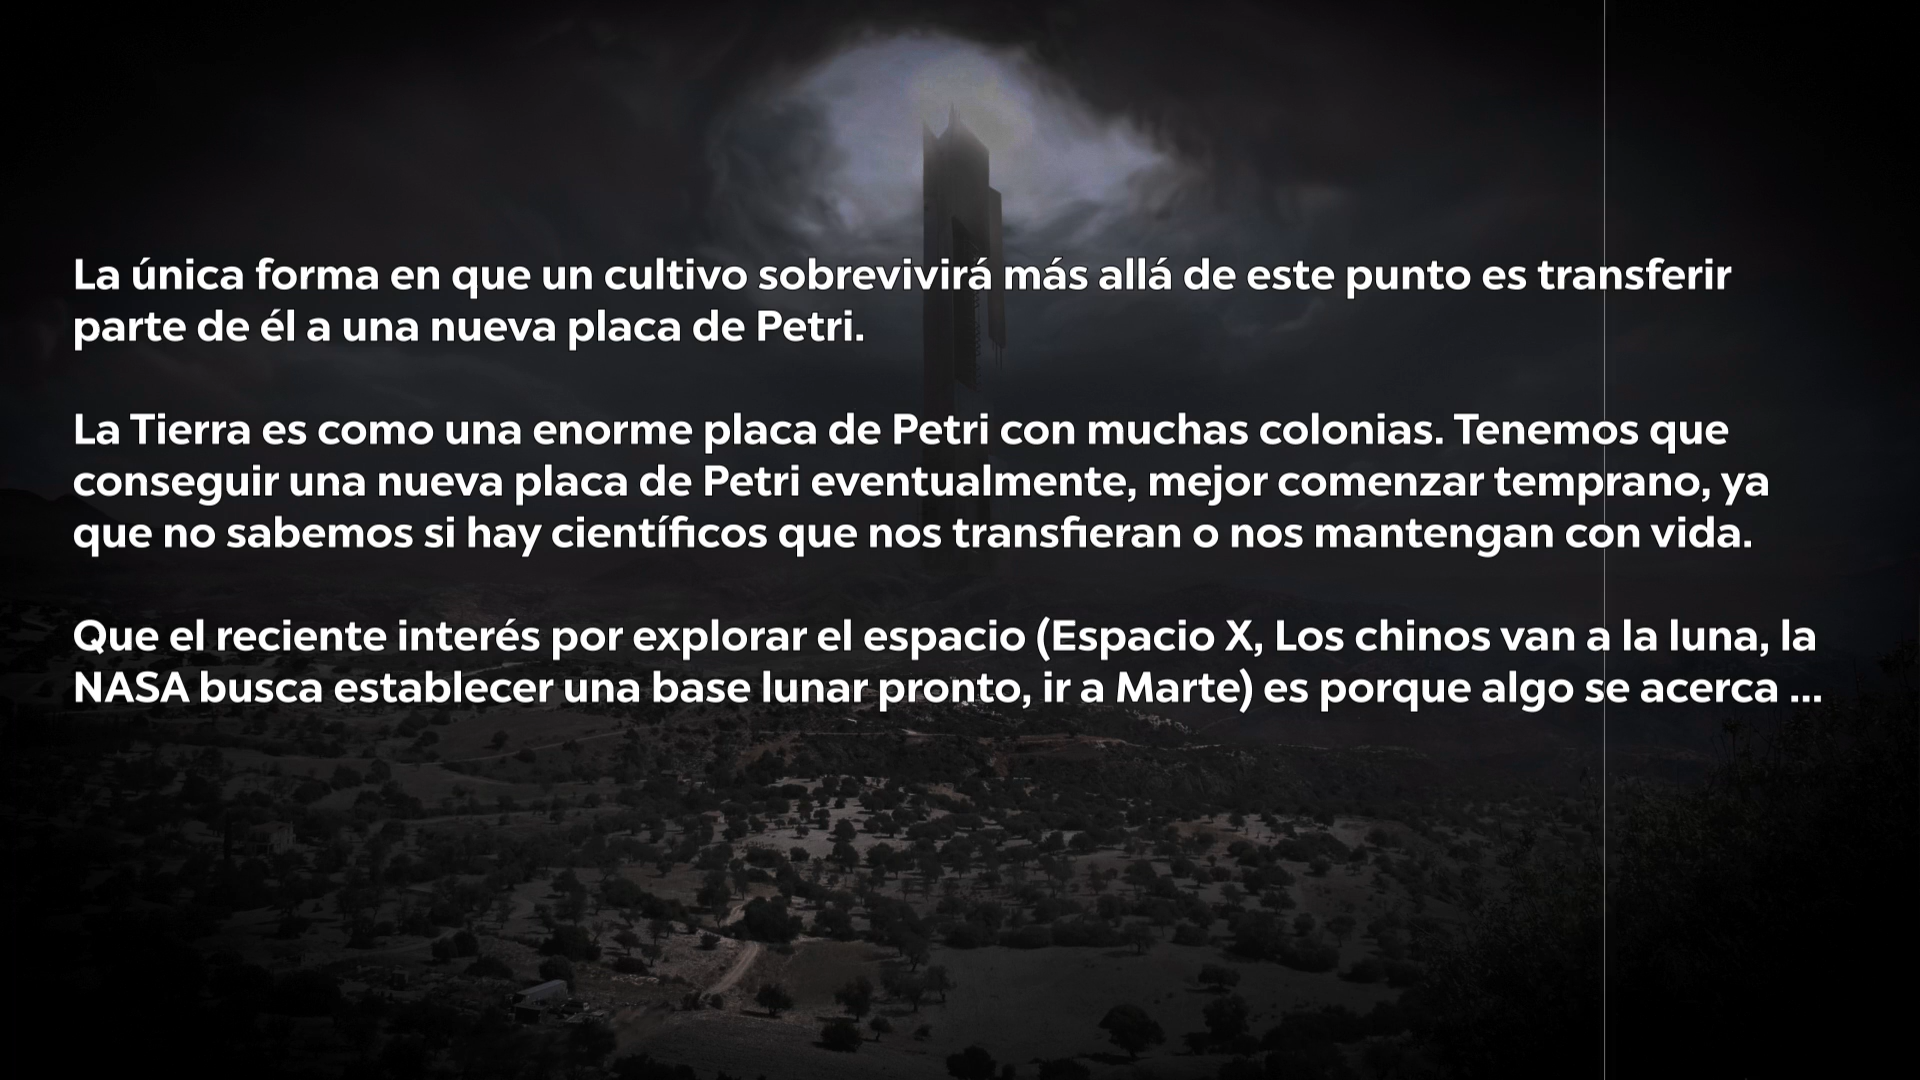 La única forma en que un cultivo sobrevivirá más allá de este punto es transferir
parte de él a una nueva placa de Petri.
La Tierra es como una enorme placa de Petri con muchas colonias. Tenemos que
conseguir una nueva placa de Petri eventualmente, mejor comenzar temprano, ya
que no sabemos si hay científicos que nos transfieran o nos mantengan con vida.
Que el reciente interés por explorar el espacio (Espacio X, Los chinos van a la luna, la
NASA busca establecer una base lunar pronto, ir a Marte) es porque algo se acerca ...